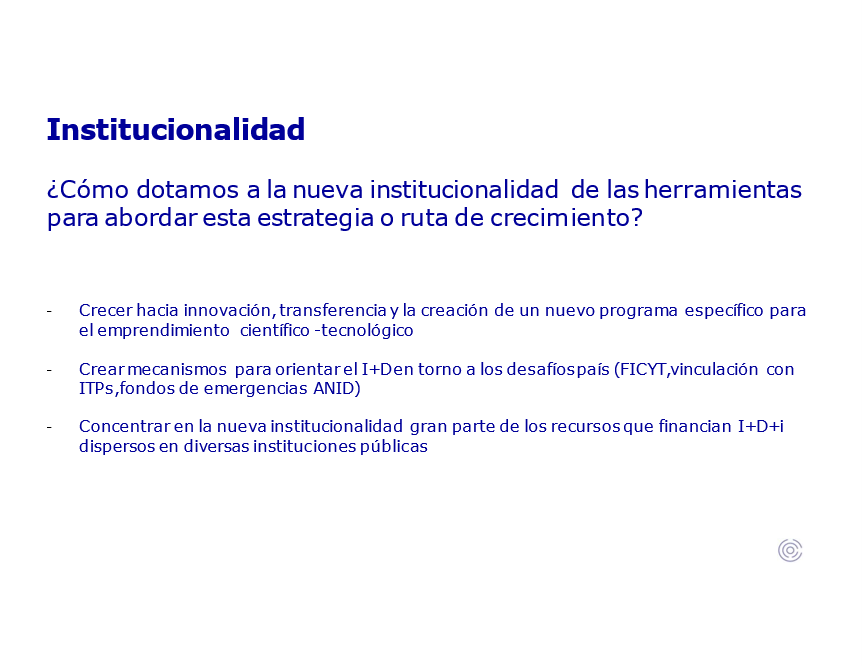 Institucionalidad
¿Cómo dotamos a la nueva institucionalidad de las herramientas
para abordar esta estrategia o ruta de crecimiento?
- Crecer hacia innovación, transferencia y la creación de un nuevo programa específico para
el emprendimiento científico -tecnológico
- Crear mecanismos para orientar el I+Den torno a los desafíos país (FICYT,vinculación con
ITPs,fondos de emergencias ANID)
- Concentrar en la nueva institucionalidad gran parte de los recursos que financian I+D+i
dispersos en diversas instituciones públicas